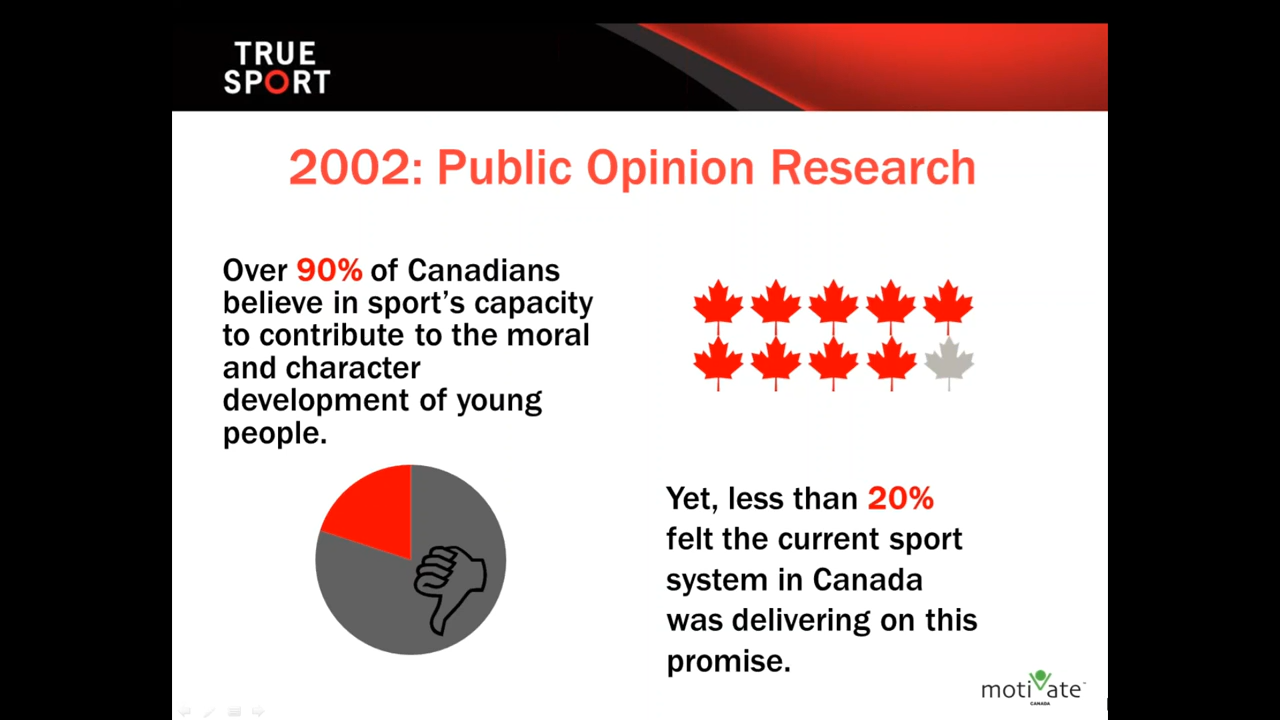 TRUE
SPORT
2002: Public Opinion Research
Over 90% of Canadians
believe in sport's capacity
to contribute to the moral
and character
development of young
people.
Yet, less than 20%
felt the current sport
system in Canada
was delivering on this
promise.
motivate
CANADA